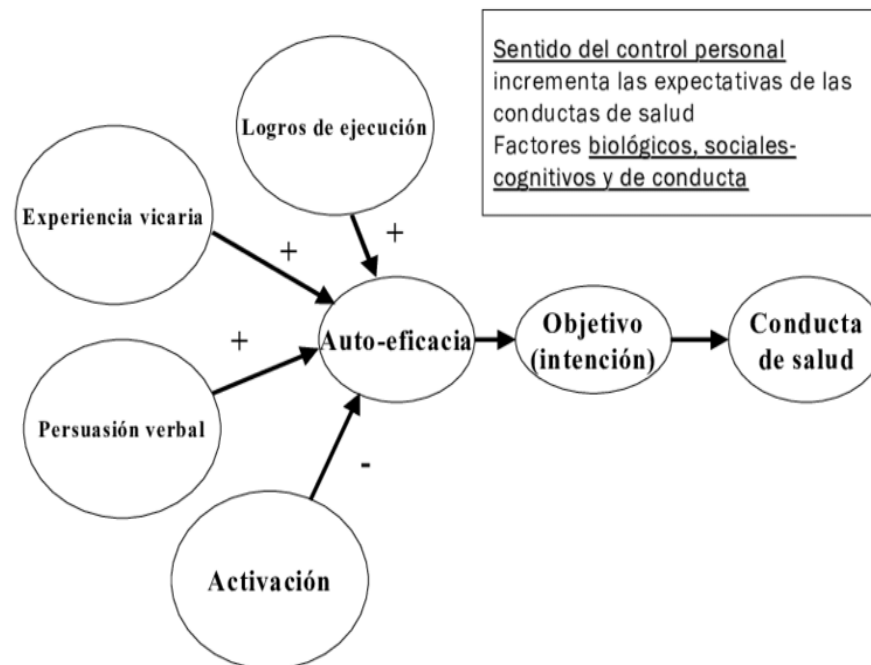 Sentido del control personal
incrementa las expectativas de las
conductas de salud
Factores biológicos, sociales-
cognitivos y de conducta
Logros de ejecución
Experiencia vicaria
+
+
+
Auto-eficacia
Objetivo
(intención)
Conducta
de salud
Persuasión verbal
-
Activación